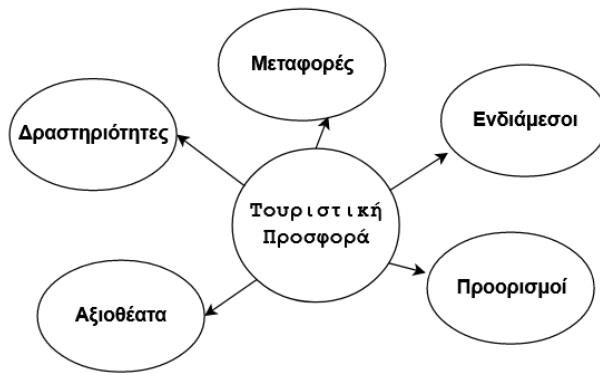 Μεταφορές
Δραστηριότητες
Ενδιάμεσοι
Τουριστική
Προσφορά
Προορισμοί
Αξιοθέατα